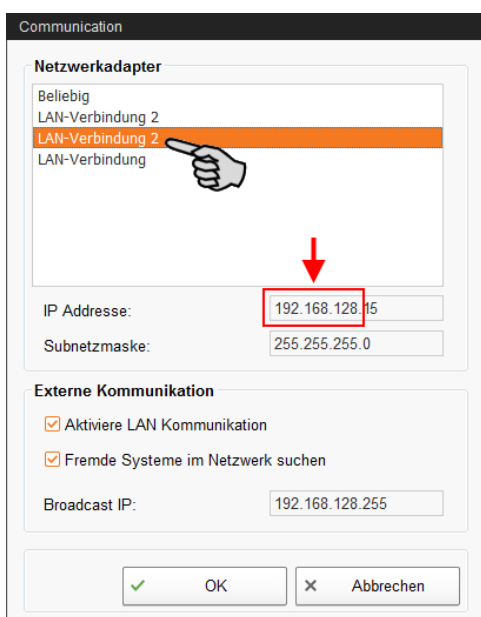 Communication
Netzwerkadapter
Beliebig
LAN-Verbindung 2
LAN-Verbindung 2
LAN-Verbindung
IP Addresse: 192.168.128.15
Subnetzmaske: 255.255.255.0
Externe Kommunikation
Aktiviere LAN Kommunikation
Fremde Systeme im Netzwerk suchen
Broadcast IP: 192.168.128.255
OK Abbrechen